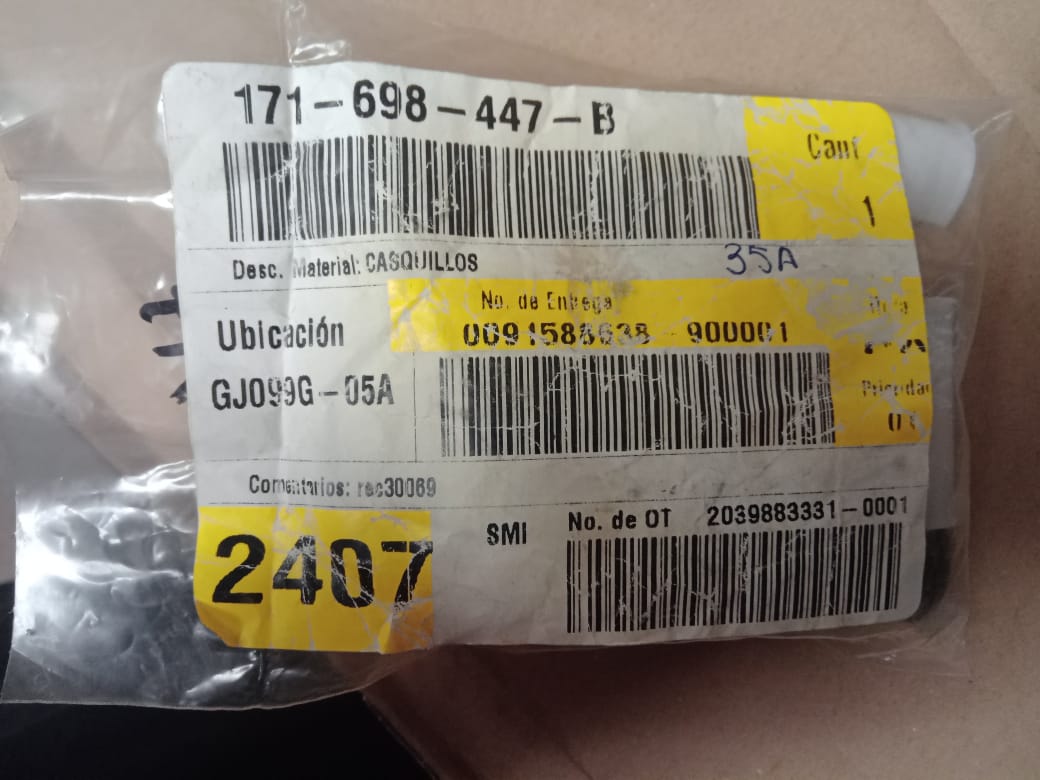 171-698-447-B
Cant
1
Desc. Material: CASQUILLOS
35A
No. de Entrega
Ubicación
900001
GJ099G-05A
Comentarios: rec30069
2407
SMI
No. de OT 2039883331-0001